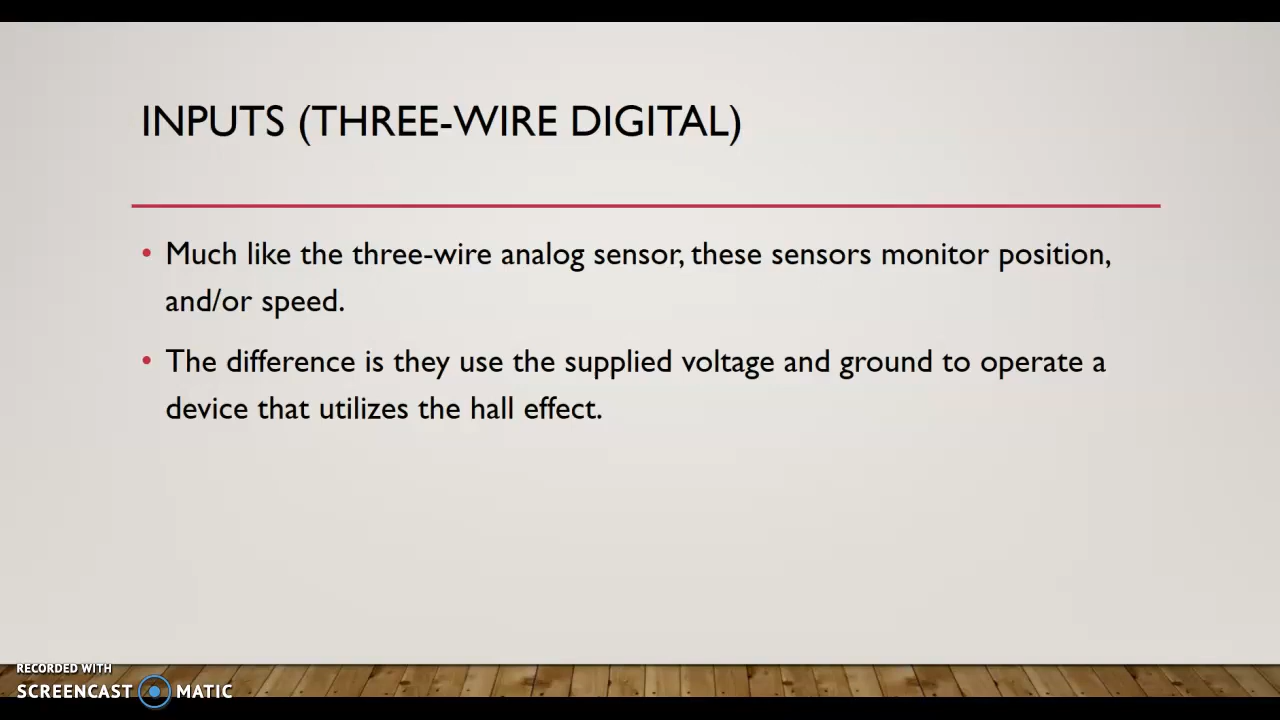 INPUTS (THREE-WIRE DIGITAL)
• Much like the three-wire analog sensor, these sensors monitor position,
and/or speed.
• The difference is they use the supplied voltage and ground to operate a
device that utilizes the hall effect.
RECORDED WITH
SCREENCAST MATIC